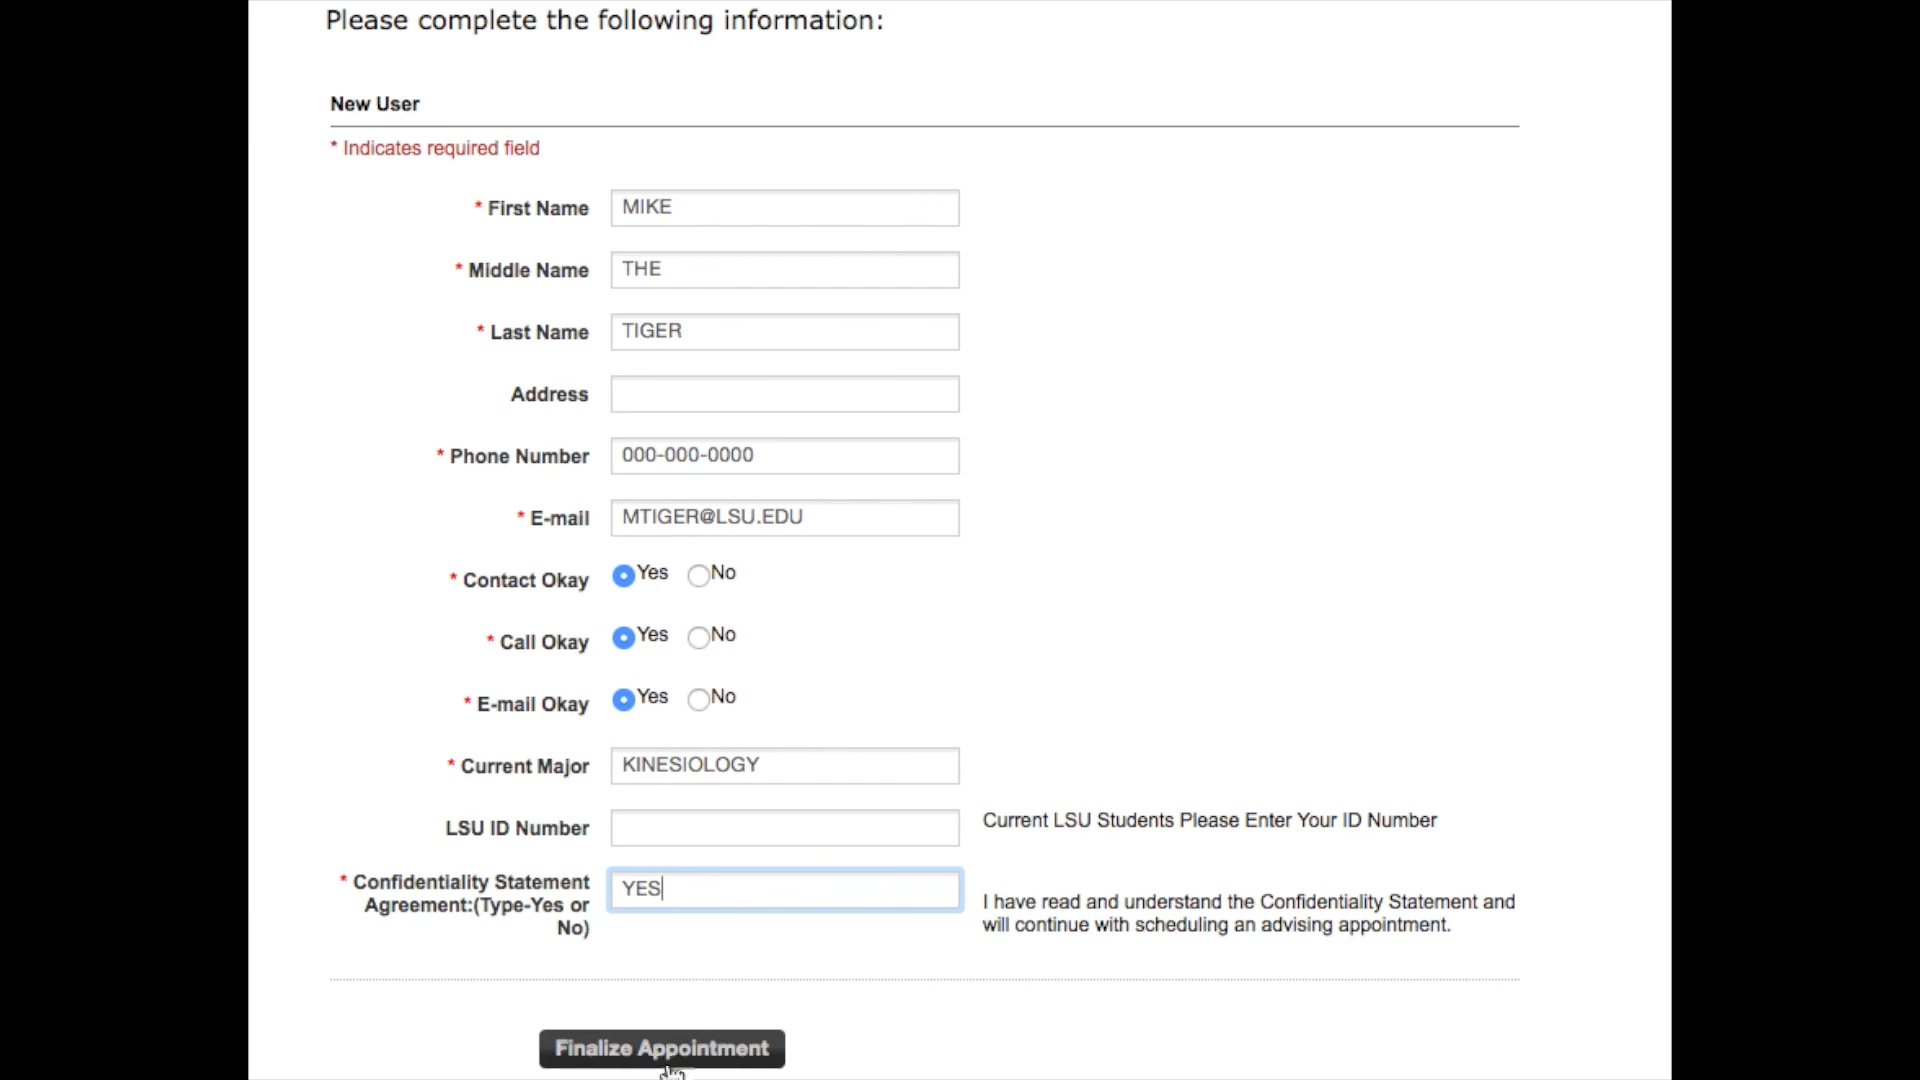 Please complete the following information:
New User
* Indicates required field
* First Name MIKE
* Middle Name THE
* Last Name TIGER
Address
* Phone Number 000-000-0000
* E-mail MTIGER@LSU.EDU
* Contact Okay Yes No
* Call Okay Yes No
* E-mail Okay Yes No
* Current Major KINESIOLOGY
LSU ID Number Current LSU Students Please Enter Your ID Number
* Confidentiality Statement
Agreement:(Type-Yes or
No)
YES
I have read and understand the Confidentiality Statement and
will continue with scheduling an advising appointment.
Finalize Appointment